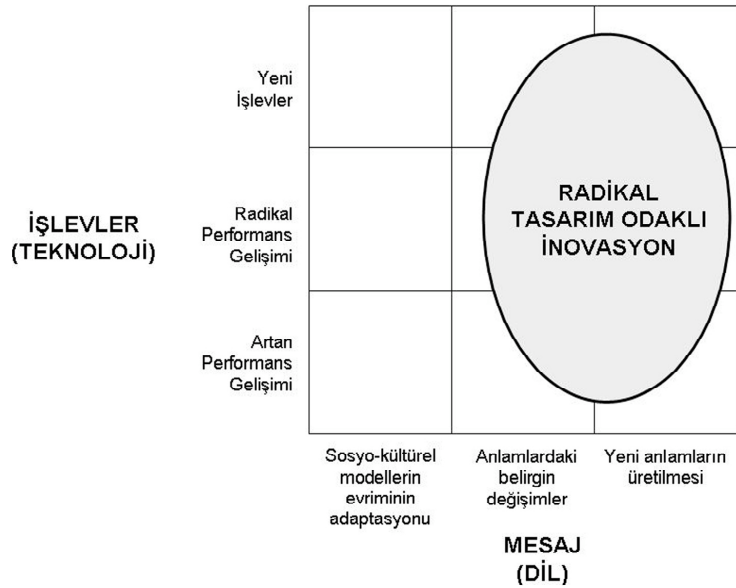 Yeni
İşlevler
RADİKAL
TASARIM ODAKLI
İNOVASYON
İŞLEVLER
(TEKNOLOJİ)
Radikal
Performans
Gelişimi
Artan
Performans
Gelişimi
Sosyo-kültürel
modellerin
evriminin
adaptasyonu
Anlamlardaki
belirgin
değişimler
Yeni anlamların
üretilmesi
MESAJ
(DİL)